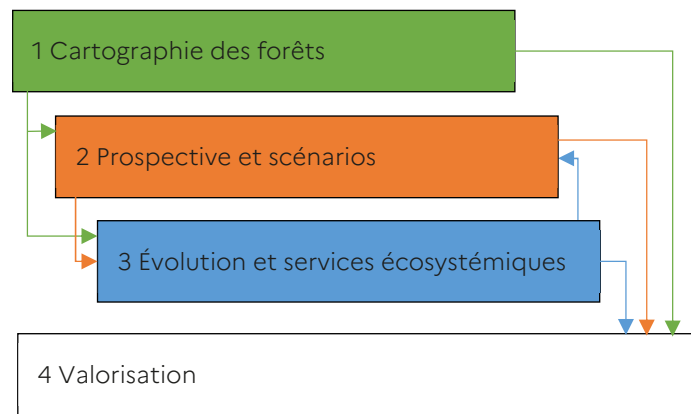 1 Cartographie des forêts
2 Prospective et scénarios
3 Évolution et services écosystémiques
4 Valorisation